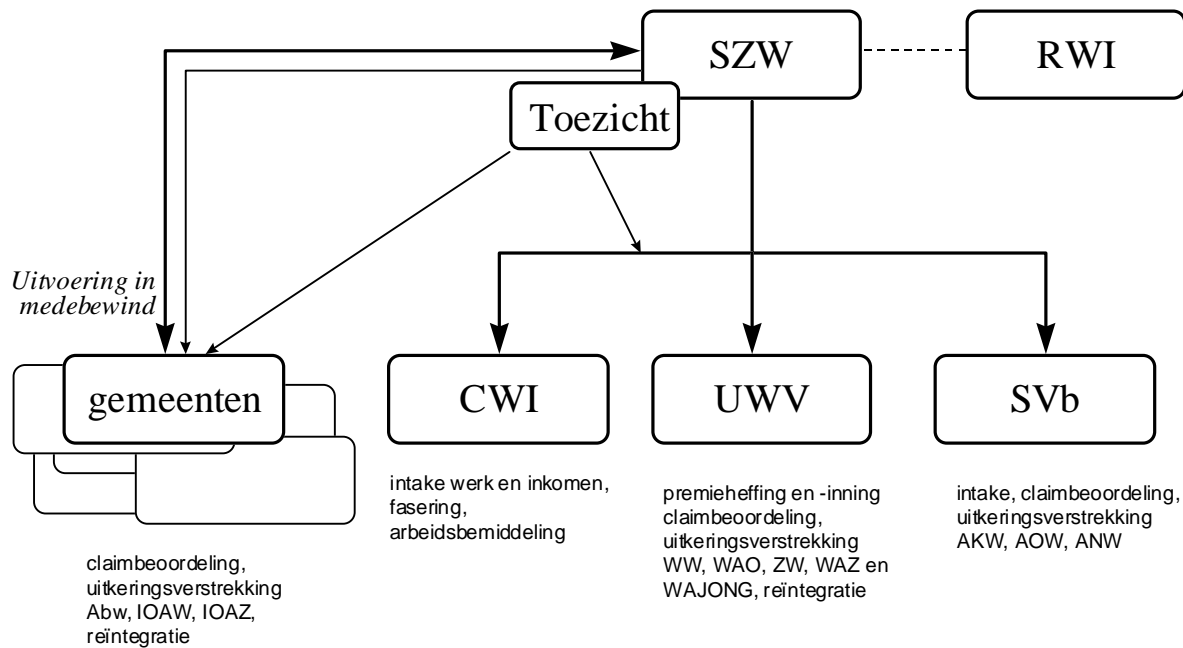 SZW
RWI
Toezicht
Uitvoering in
medebewind
gemeenten
CWI
UWV
SVb
claimbeoordeling,
uitkeringsverstrekking
Abw, IOAW, IOAZ,
reïntegratie
intake werk en inkomen,
fasering,
arbeidsbemiddeling
premieheffing en -inning
claimbeoordeling,
uitkeringsverstrekking
WW, WAO, ZW, WAZ en
WAJONG, reïntegratie
intake, claimbeoordeling,
uitkeringsverstrekking
AKW, AOW, ANW